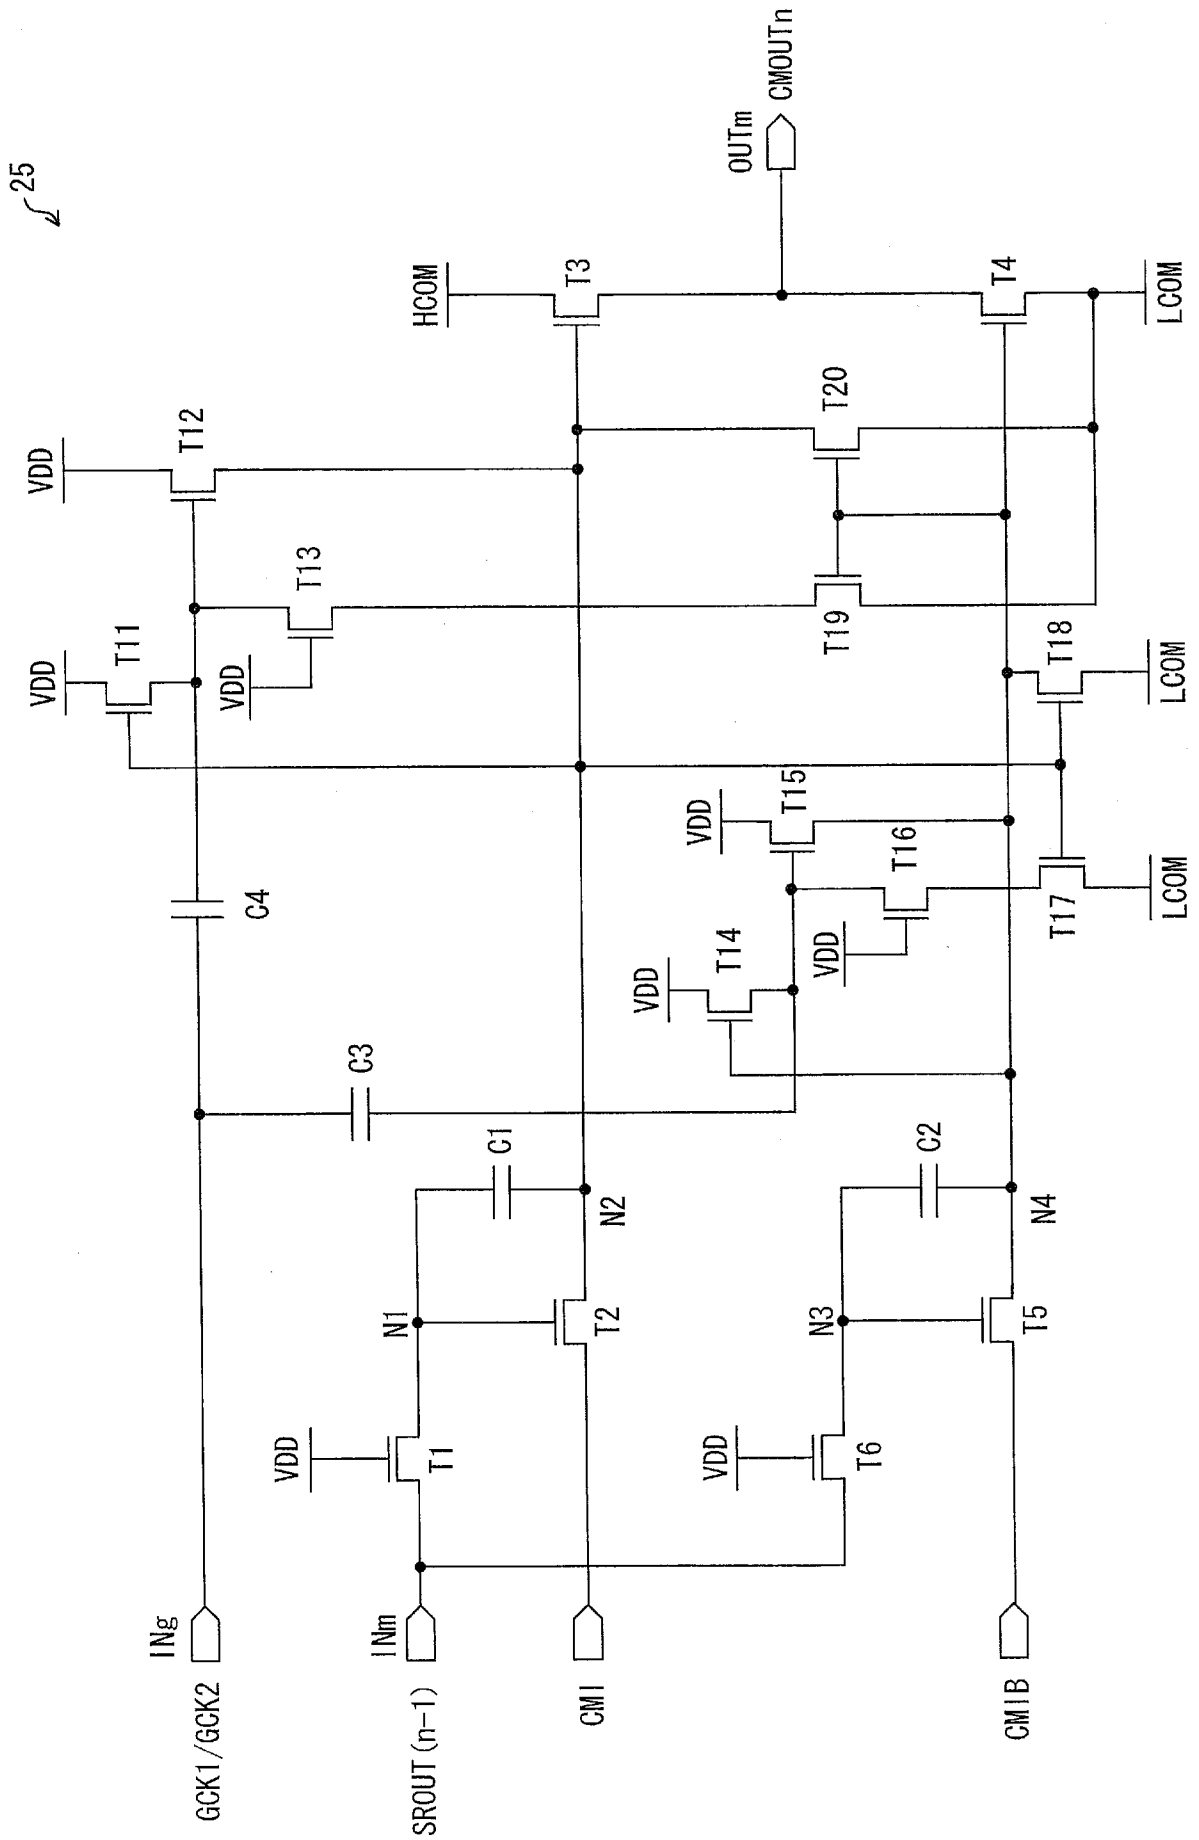 25
VDD
T11
VDD
T12
VDD
T13
C4
INg
GCK1/GCK2
C3
HCOM
T3
OUTm
CMOUTn
VDD
T1
N1
C1
INm
SROUT(n-1)
T2
N2
CMI
VDD
T14
VDD
T15
VDD
T16
T17
LCOM
T18
LCOM
T19
T20
T4
LCOM
VDD
T6
N3
C2
T5
N4
CMIB